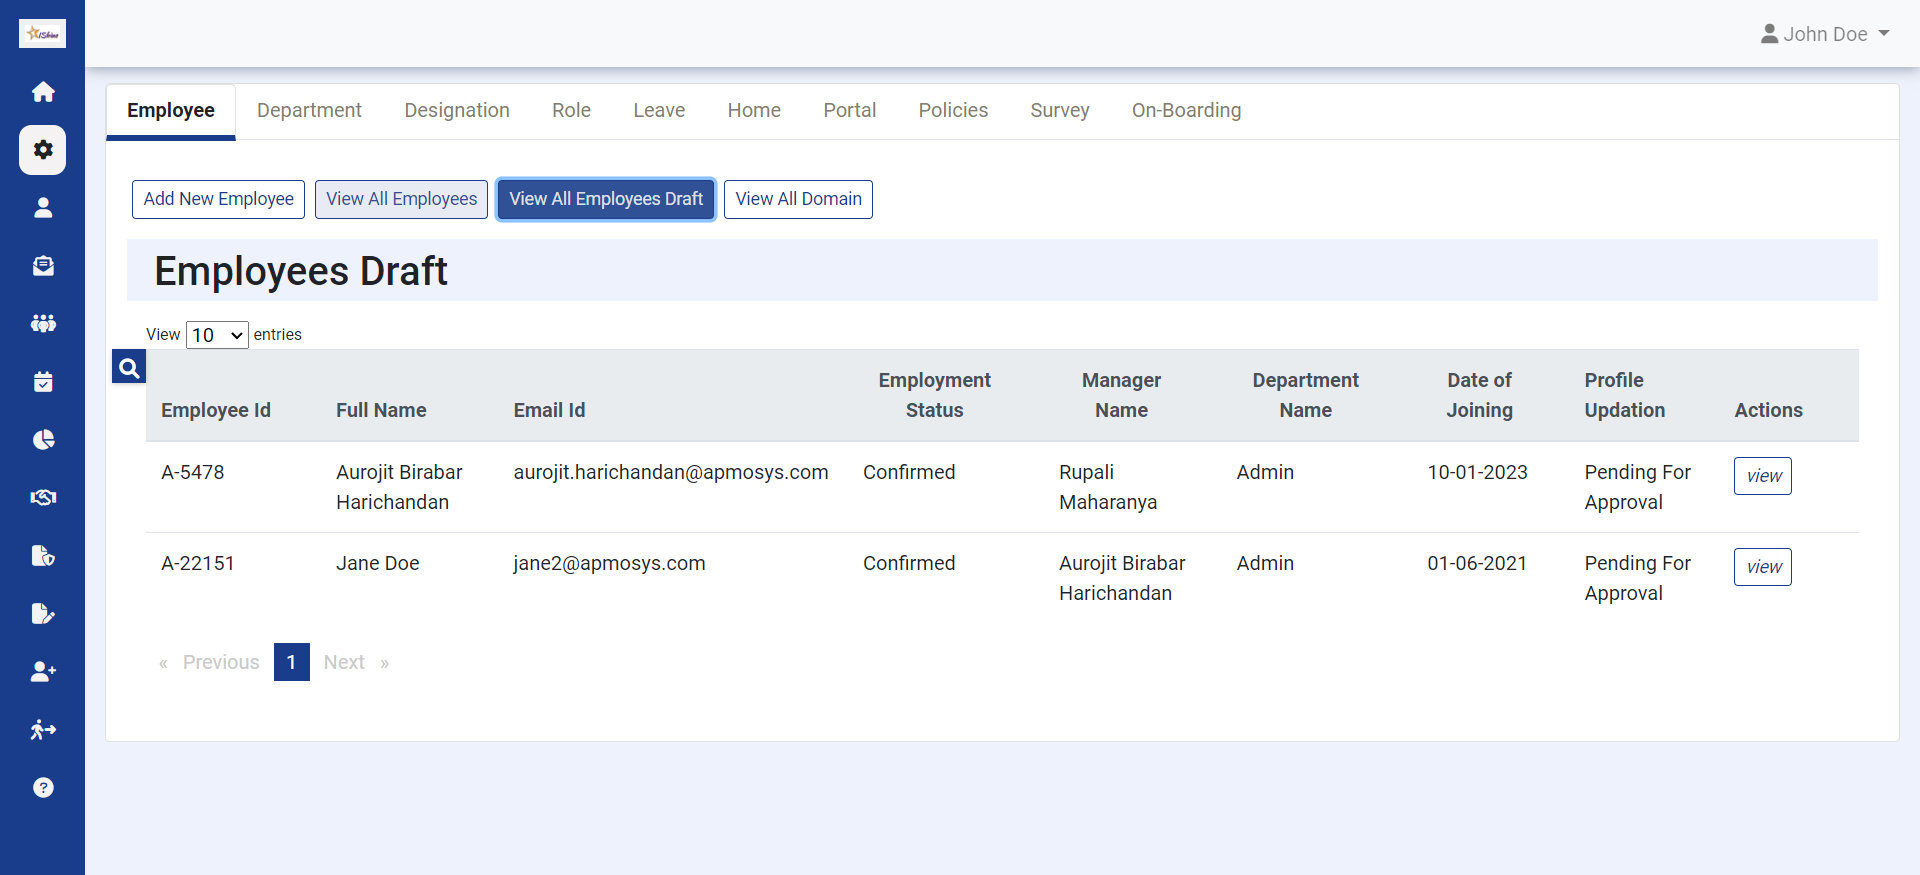 iShine
John Doe
Employee Department Designation Role Leave Home Portal Policies Survey On-Boarding
Add New Employee View All Employees View All Employees Draft View All Domain
Employees Draft
View 10 entries
Employee Id Full Name Email Id Employment Status Manager Name Department Name Date of Joining Profile Updation Actions
A-5478 Aurojit Birabar Harichandan aurojit.harichandan@apmosys.com Confirmed Rupali Maharanya Admin 10-01-2023 Pending For Approval view
A-22151 Jane Doe jane2@apmosys.com Confirmed Aurojit Birabar Harichandan Admin 01-06-2021 Pending For Approval view
« Previous 1 Next »